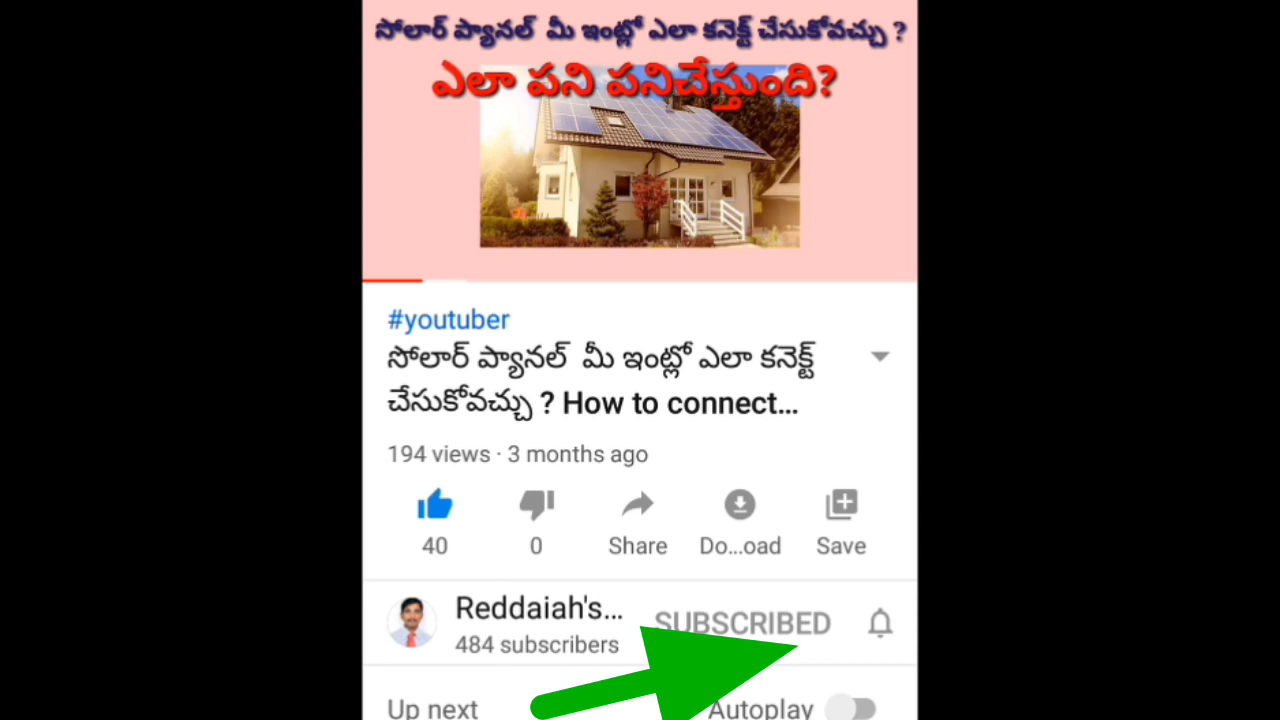 సోలార్ ప్యానల్ మీ ఇంట్లో ఎలా కనెక్ట్ చేసుకోవచ్చు ?
ఎలా పని పనిచేస్తుంది?
#youtuber
సోలార్ ప్యానల్ మీ ఇంట్లో ఎలా కనెక్ట్
చేసుకోవచ్చు ? How to connect...
194 views · 3 months ago
40
0
Share
Do...oad
Save
Reddaiah's...
SUBSCRIBED
484 subscribers
Up next
Autoplay